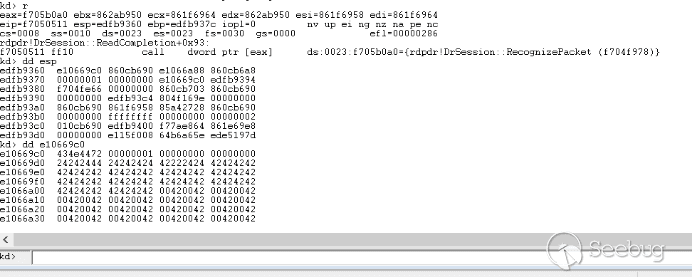 kd> r
eax=f705b0a0 ebx=862ab950 ecx=861f6964 edx=862ab950 esi=861f6958 edi=861f6964
eip=f7050511 esp=edfb9360 ebp=edfb937c iopl=0 nv up ei ng nz na pe nc
cs=0008 ss=0010 ds=0023 es=0023 fs=0030 gs=0000 efl=00000286
rdpdr!DrSession::ReadCompletion+0x93:
f7050511 ff10 call dword ptr [eax] ds:0023:f705b0a0={rdpdr!DrSession::RecognizePacket (f704f978)}
kd> dd esp
edfb9360 e10669c0 860cb690 e1066a88 860cb6a8
edfb9370 00000001 00000000 e10669c0 edfb9394
edfb9380 f704fe66 00000000 860cb703 860cb690
edfb9390 00000000 edfb93c4 804f169e 00000000
edfb93a0 860cb690 861f6958 85a42728 860cb690
edfb93b0 00000000 ffffffff 00000000 00000002
edfb93c0 010cb690 edfb9400 f77ae864 861e69e8
edfb93d0 00000000 e115f008 64b6a65e ede5197d
kd> dd e10669c0
e10669c0 434e4472 00000001 00000000 00000000
e10669d0 24242444 24242424 42222424 42424242
e10669e0 42424242 42424242 42424242 42424242
e10669f0 42424242 42424242 42424242 42424242
e1066a00 42424242 42424242 00420042 00420042
e1066a10 00420042 00420042 00420042 00420042
e1066a20 00420042 00420042 00420042 00420042
e1066a30 00420042 00420042 00420042 00420042
kd>
Seebug